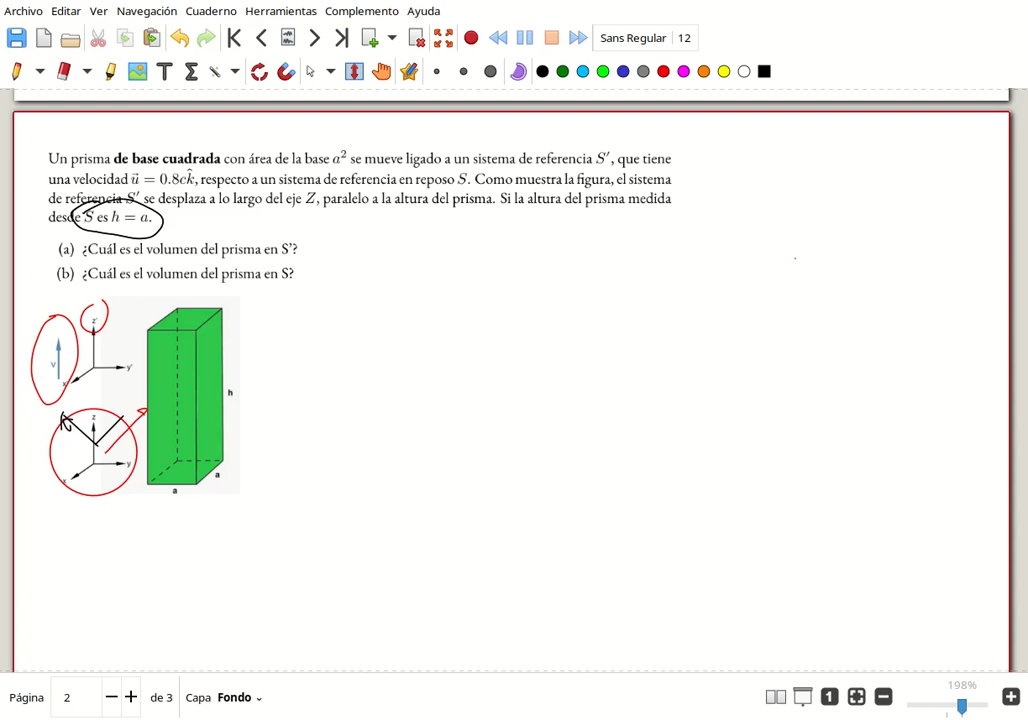 Archivo Editar Ver Navegación Cuaderno Herramientas Complemento Ayuda
Sans Regular 12
Un prisma de base cuadrada con área de la base a² se mueve ligado a un sistema de referencia S′, que tiene
una velocidad u⃗ = 0.8ck̂, respecto a un sistema de referencia en reposo S. Como muestra la figura, el sistema
de referencia S′ se desplaza a lo largo del eje Z, paralelo a la altura del prisma. Si la altura del prisma medida
desde S es h = a.
(a) ¿Cuál es el volumen del prisma en S’?
(b) ¿Cuál es el volumen del prisma en S?
z'
v
y'
x'
h
z
y
x
a
a
Página 2 de 3 Capa Fondo
198%
1